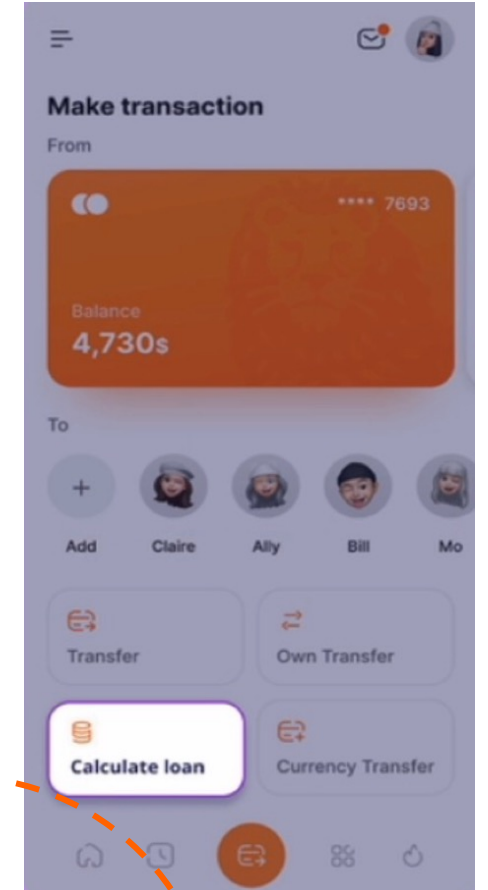 Make transaction
From
**** 7693
Balance
4,730s
To
Add Claire Ally Bill Mo
Transfer
Own Transfer
Calculate loan
Currency Transfer